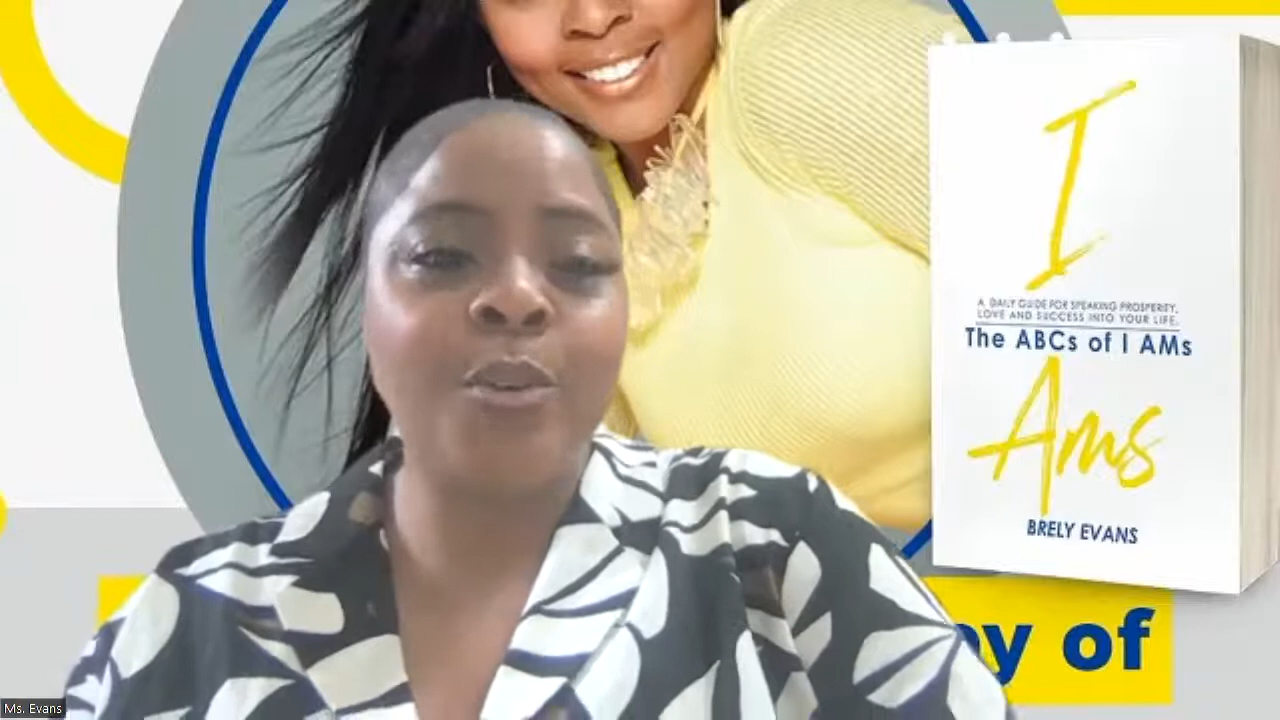 I
A DAILY GUIDE FOR SPEAKING PROSPERITY,
LOVE AND SUCCESS INTO YOUR LIFE.
The ABCs of I AMs
Ams
BRELY EVANS
of
Ms. Evans